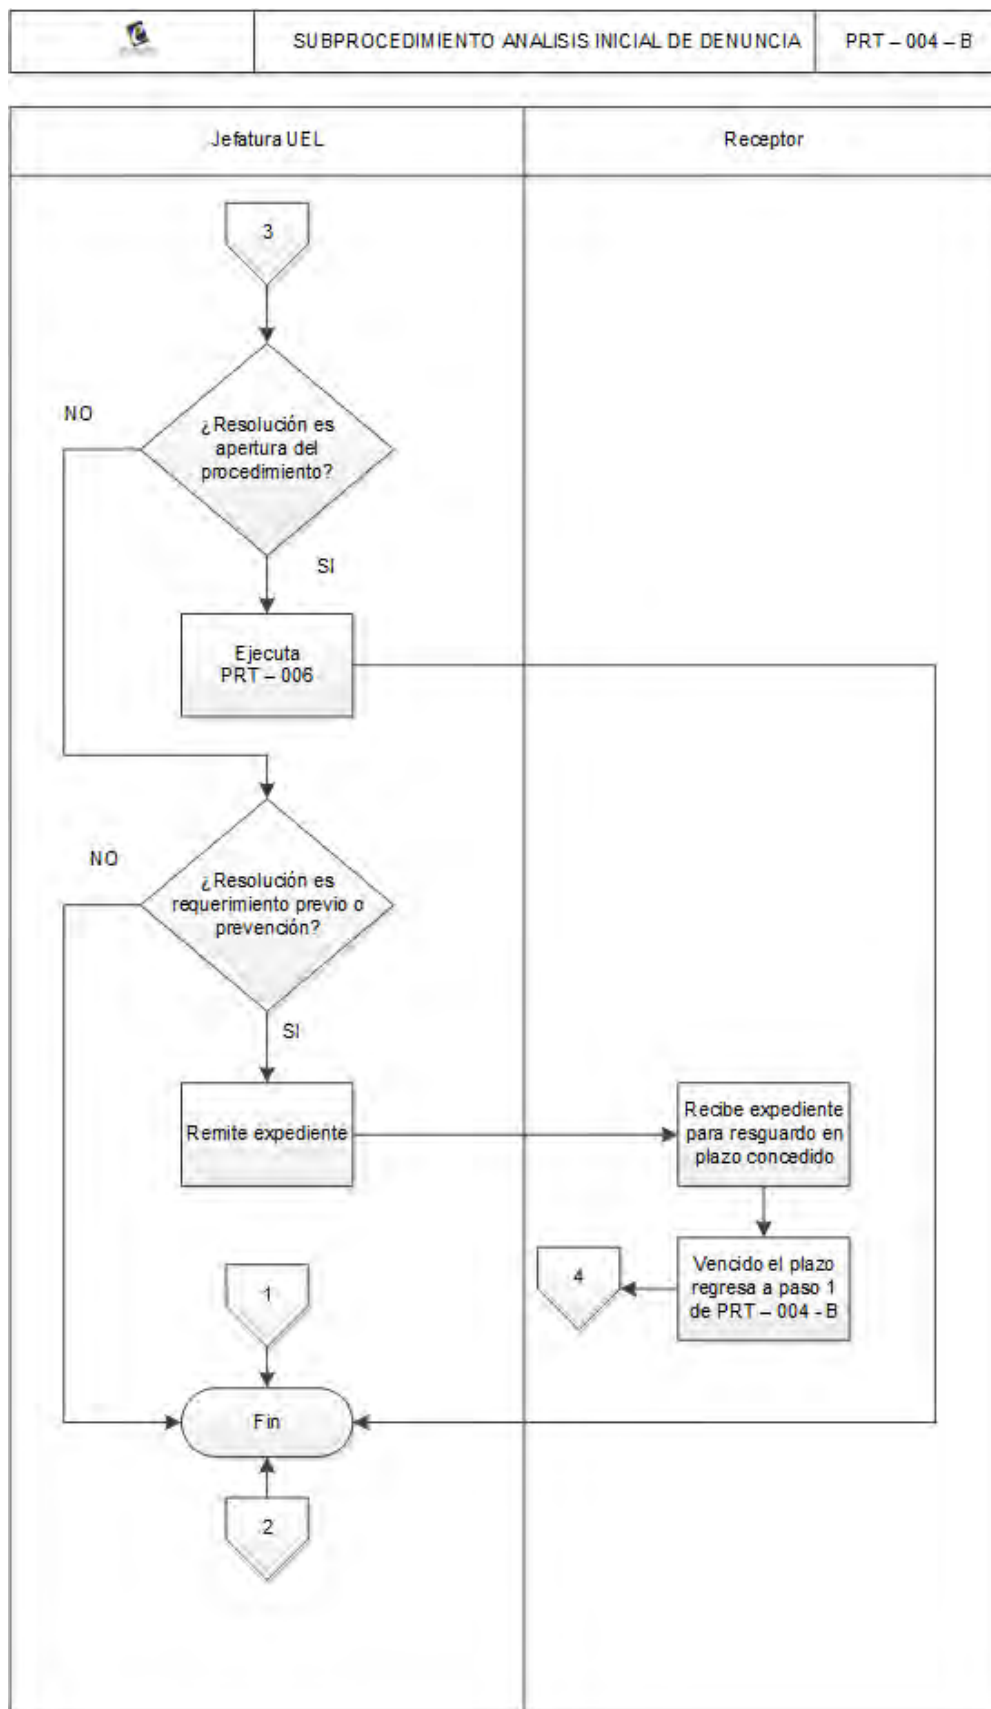 SUBPROCEDIMIENTO ANALISIS INICIAL DE DENUNCIA
PRT – 004 – B
Jefatura UEL
Receptor
3
NO
¿Resolución es
apertura del
procedimiento?
SI
Ejecuta
PRT – 006
NO
¿Resolución es
requerimiento previo o
prevención?
SI
Remite expediente
Recibe expediente
para resguardo en
plazo concedido
Vencido el plazo
regresa a paso 1
de PRT – 004 - B
4
1
Fin
2